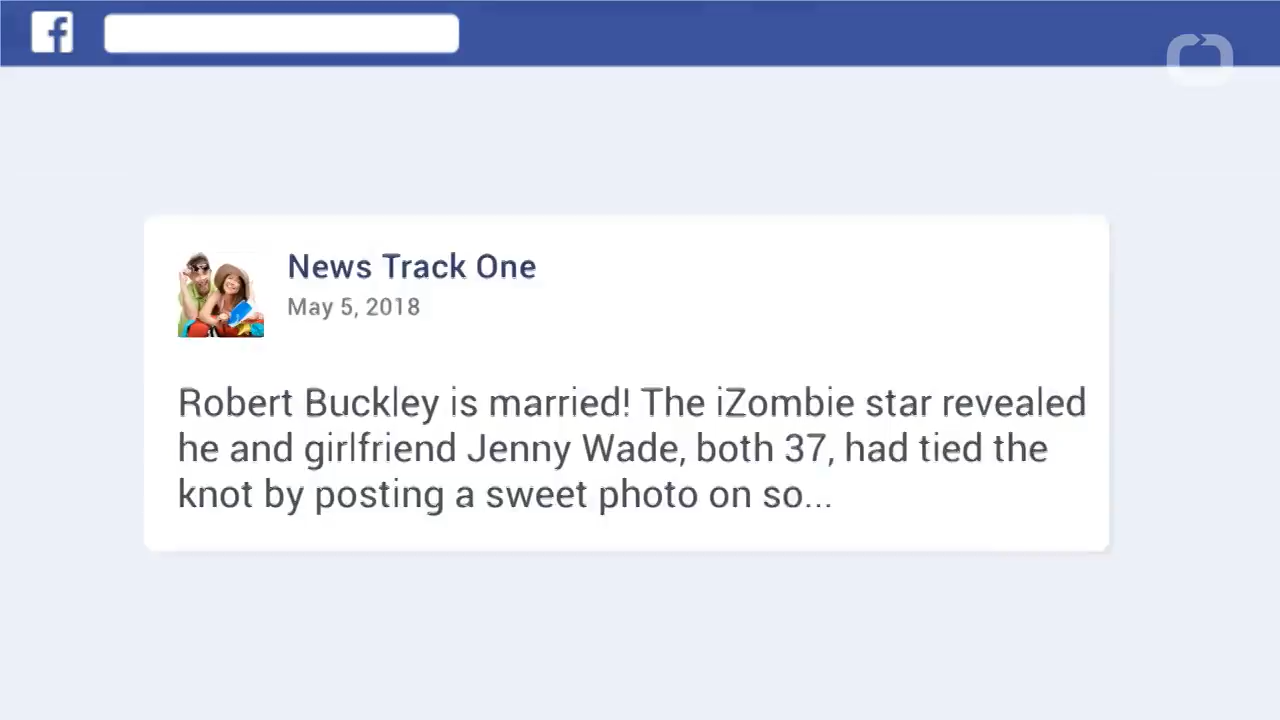 News Track One
May 5, 2018
Robert Buckley is married! The iZombie star revealed
he and girlfriend Jenny Wade, both 37, had tied the
knot by posting a sweet photo on so...